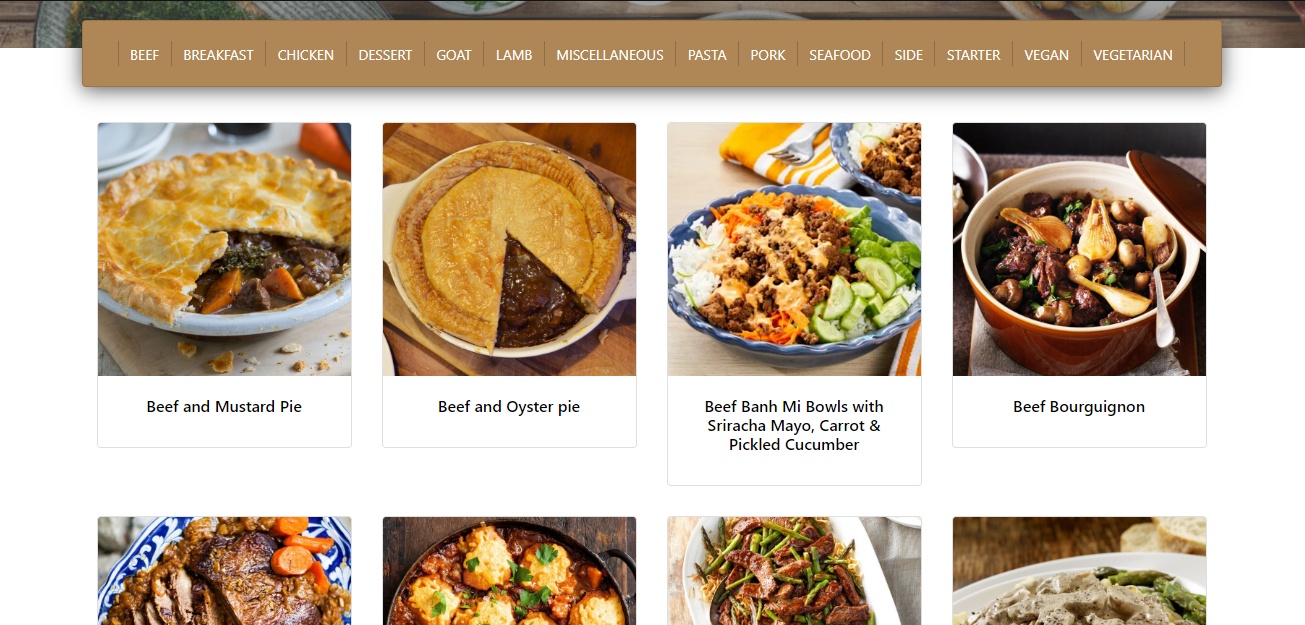 BEEF BREAKFAST CHICKEN DESSERT GOAT LAMB MISCELLANEOUS PASTA PORK SEAFOOD SIDE STARTER VEGAN VEGETARIAN
Beef and Mustard Pie
Beef and Oyster pie
Beef Banh Mi Bowls with
Sriracha Mayo, Carrot &
Pickled Cucumber
Beef Bourguignon